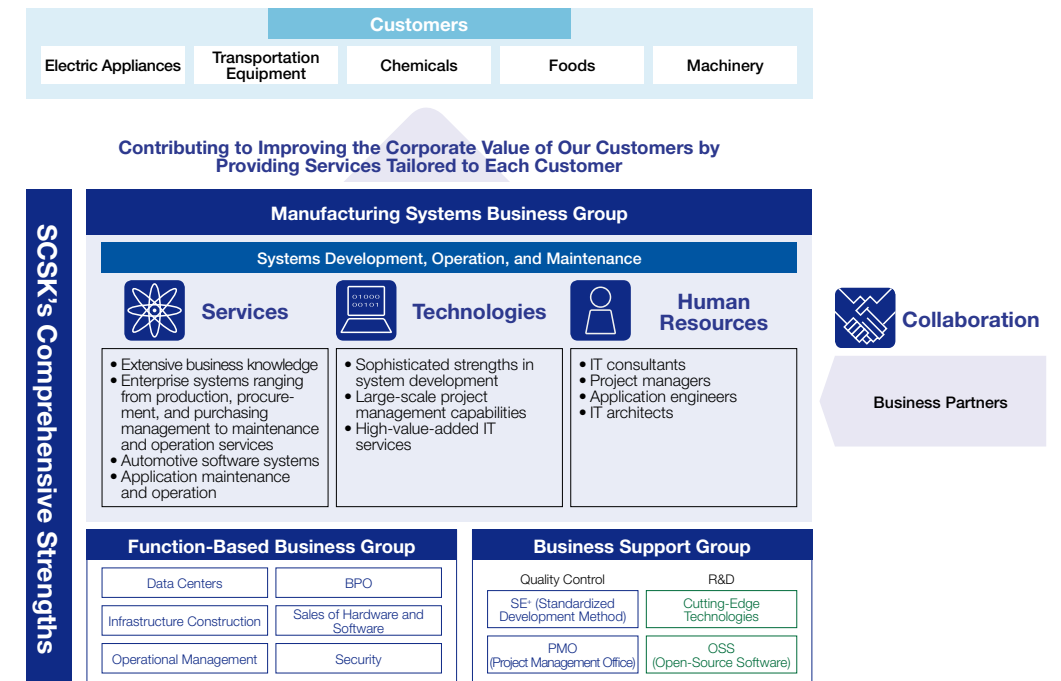 Customers
Electric Appliances
Transportation
Equipment
Chemicals
Foods
Machinery
Contributing to Improving the Corporate Value of Our Customers by
Providing Services Tailored to Each Customer
SCSK's Comprehensive Strengths
Manufacturing Systems Business Group
Systems Development, Operation, and Maintenance
Services
• Extensive business knowledge
• Enterprise systems ranging
from production, procure-
ment, and purchasing
management to maintenance
and operation services
• Automotive software systems
• Application maintenance
and operation
01000
00101
Technologies
• Sophisticated strengths in
system development
• Large-scale project
management capabilities
• High-value-added IT
services
Human
Resources
• IT consultants
• Project managers
• Application engineers
• IT architects
Collaboration
Business Partners
Function-Based Business Group
Data Centers
BPO
Infrastructure Construction
Sales of Hardware and
Software
Operational Management
Security
Business Support Group
Quality Control
SE⁺ (Standardized
Development Method)
PMO
(Project Management Office)
R&D
Cutting-Edge
Technologies
OSS
(Open-Source Software)